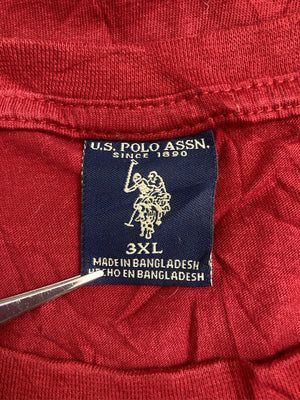 U.S. POLO ASSN.
SINCE 1890
3XL
MADE IN BANGLADESH
HECHO EN BANGLADESH